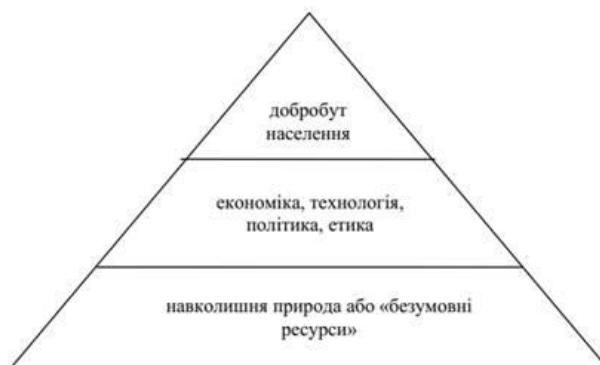 добробут
населення
економіка, технологія,
політика, етика
навколишня природа або «безумовні
ресурси»